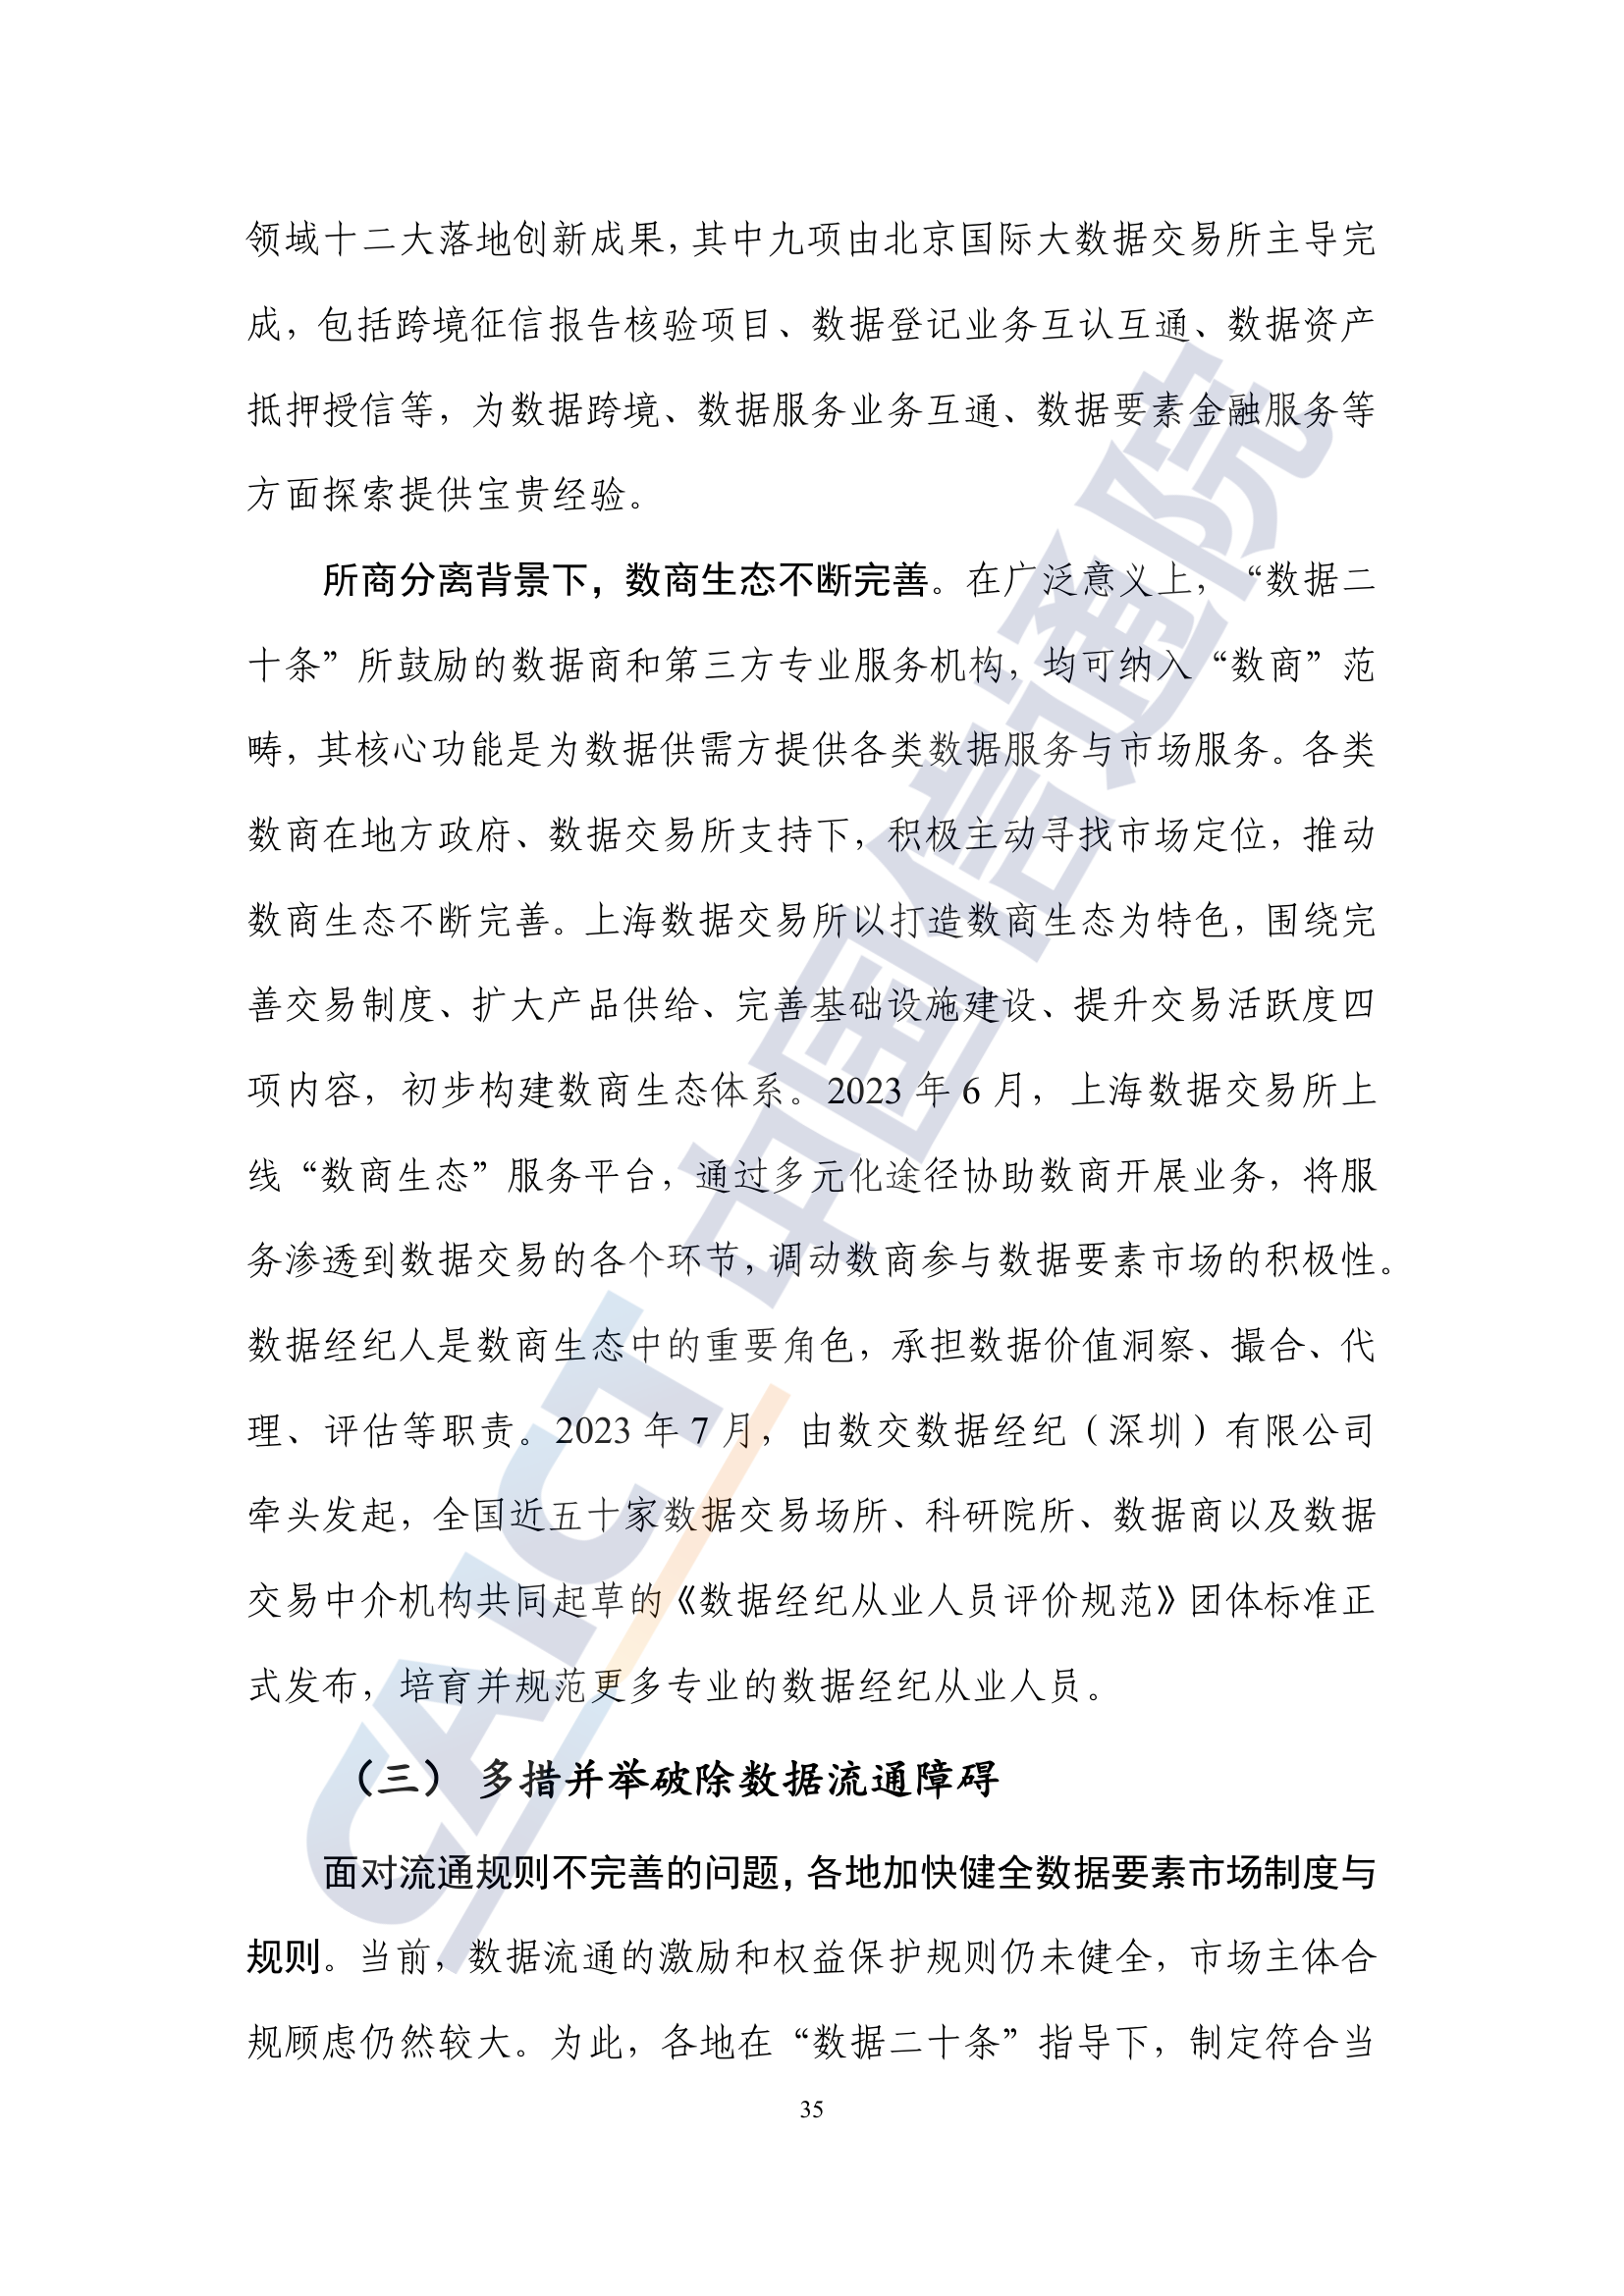 领域十二大落地创新成果，其中九项由北京国际大数据交易所主导完
成，包括跨境征信报告核验项目、数据登记业务互认互通、数据资产
抵押授信等，为数据跨境、数据服务业务互通、数据要素金融服务等
方面探索提供宝贵经验。
所商分离背景下，数商生态不断完善。在广泛意义上，“数据二
十条”所鼓励的数据商和第三方专业服务机构，均可纳入“数商”范
畴，其核心功能是为数据供需方提供各类数据服务与市场服务。各类
数商在地方政府、数据交易所支持下，积极主动寻找市场定位，推动
数商生态不断完善。上海数据交易所以打造数商生态为特色，围绕完
善交易制度、扩大产品供给、完善基础设施建设、提升交易活跃度四
项内容，初步构建数商生态体系。2023 年 6 月，上海数据交易所上
线“数商生态”服务平台，通过多元化途径协助数商开展业务，将服
务渗透到数据交易的各个环节，调动数商参与数据要素市场的积极性。
数据经纪人是数商生态中的重要角色，承担数据价值洞察、撮合、代
理、评估等职责。2023 年 7 月，由数交数据经纪（深圳）有限公司
牵头发起，全国近五十家数据交易场所、科研院所、数据商以及数据
交易中介机构共同起草的《数据经纪从业人员评价规范》团体标准正
式发布，培育并规范更多专业的数据经纪从业人员。
（三） 多措并举破除数据流通障碍
面对流通规则不完善的问题，各地加快健全数据要素市场制度与
规则。当前，数据流通的激励和权益保护规则仍未健全，市场主体合
规顾虑仍然较大。为此，各地在“数据二十条”指导下，制定符合当
35
CAICT 中国信通院